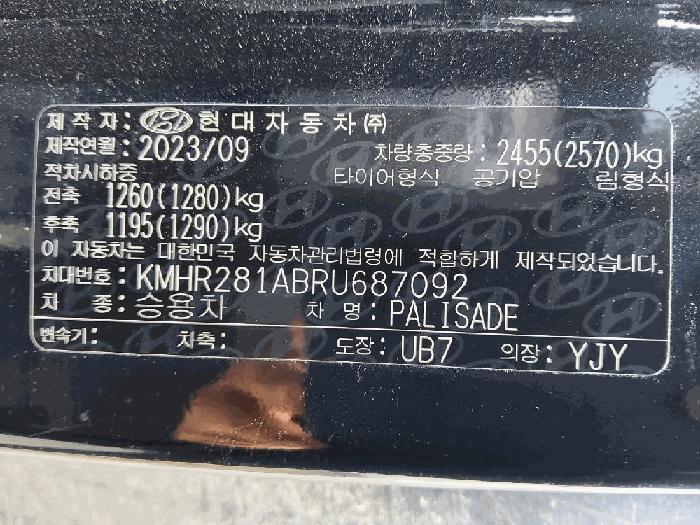 제작자: 현대자동차(주)
제작연월: 2023/09 차량총중량: 2455(2570)kg
적차시하중 타이어형식 공기압 림형식
전축 1260(1280)kg
후축 1195(1290)kg
이 자동차는 대한민국 자동차관리법령에 적합하게 제작되었습니다.
차대번호: KMHR281ABRU687092
차 종: 승용차 차 명: PALISADE
변속기: 차축: 도장: UB7 의장: YJY